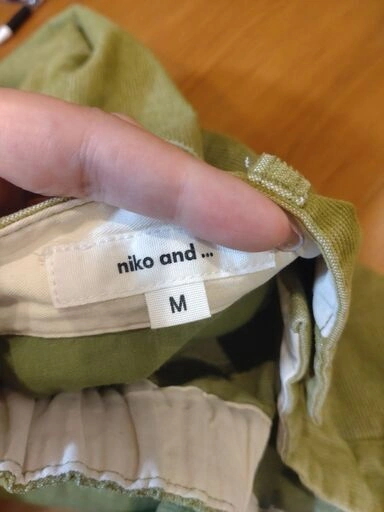 niko and ...
M